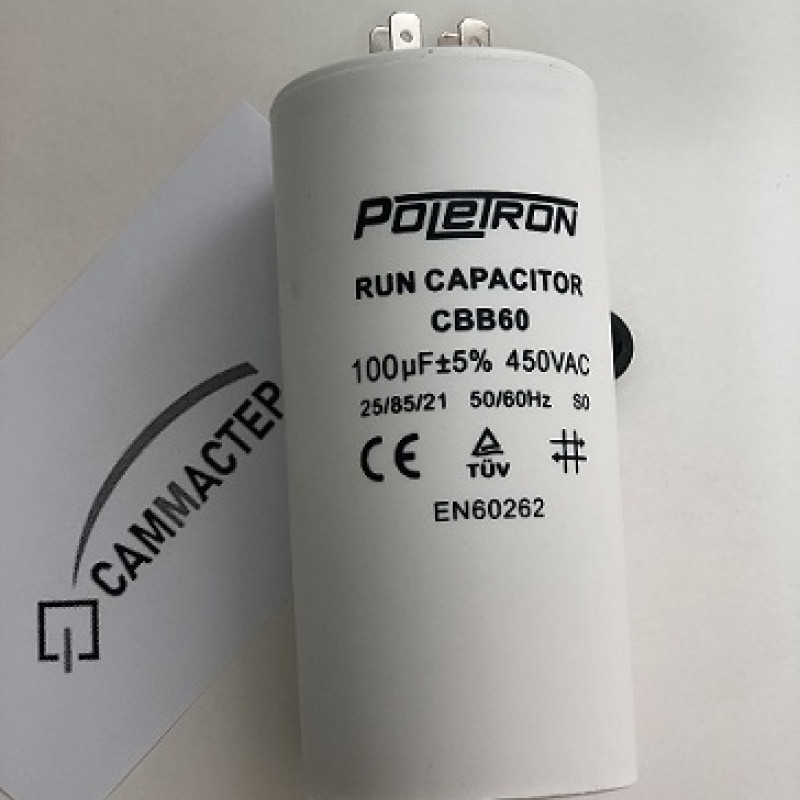 POLETRON
RUN CAPACITOR
CBB60
100µF±5% 450VAC
25/85/21 50/60Hz S0
CE TÜV
EN60262
САММАСТЕР